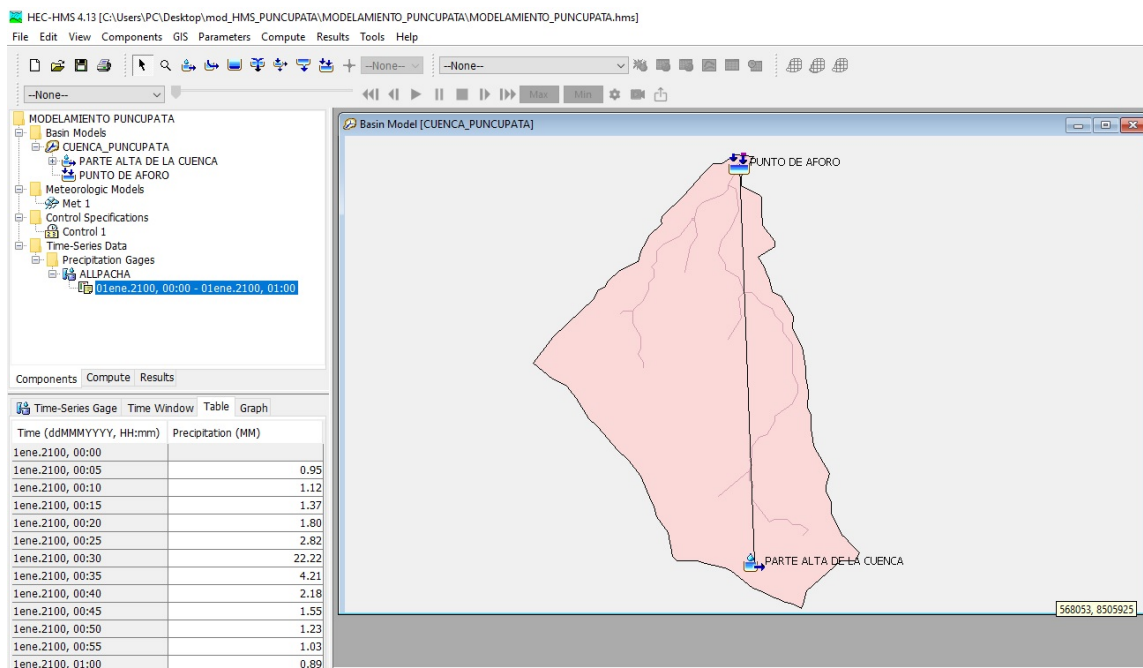 HEC-HMS 4.13 [C:\Users\PC\Desktop\mod_HMS_PUNCUPATA\MODELAMIENTO_PUNCUPATA\MODELAMIENTO_PUNCUPATA.hms]
File Edit View Components GIS Parameters Compute Results Tools Help
--None-- --None--
--None-- Max Min
MODELAMIENTO PUNCUPATA
Basin Models
CUENCA_PUNCUPATA
PARTE ALTA DE LA CUENCA
PUNTO DE AFORO
Meteorologic Models
Met 1
Control Specifications
Control 1
Time-Series Data
Precipitation Gages
ALLPACHA
01ene.2100, 00:00 - 01ene.2100, 01:00
Components Compute Results
Time-Series Gage Time Window Table Graph
Time (ddMMMYYYY, HH:mm) Precipitation (MM)
1ene.2100, 00:00
1ene.2100, 00:05 0.95
1ene.2100, 00:10 1.12
1ene.2100, 00:15 1.37
1ene.2100, 00:20 1.80
1ene.2100, 00:25 2.82
1ene.2100, 00:30 22.22
1ene.2100, 00:35 4.21
1ene.2100, 00:40 2.18
1ene.2100, 00:45 1.55
1ene.2100, 00:50 1.23
1ene.2100, 00:55 1.03
1ene.2100, 01:00 0.89
Basin Model [CUENCA_PUNCUPATA]
PUNTO DE AFORO
PARTE ALTA DE LA CUENCA
568053, 8505925